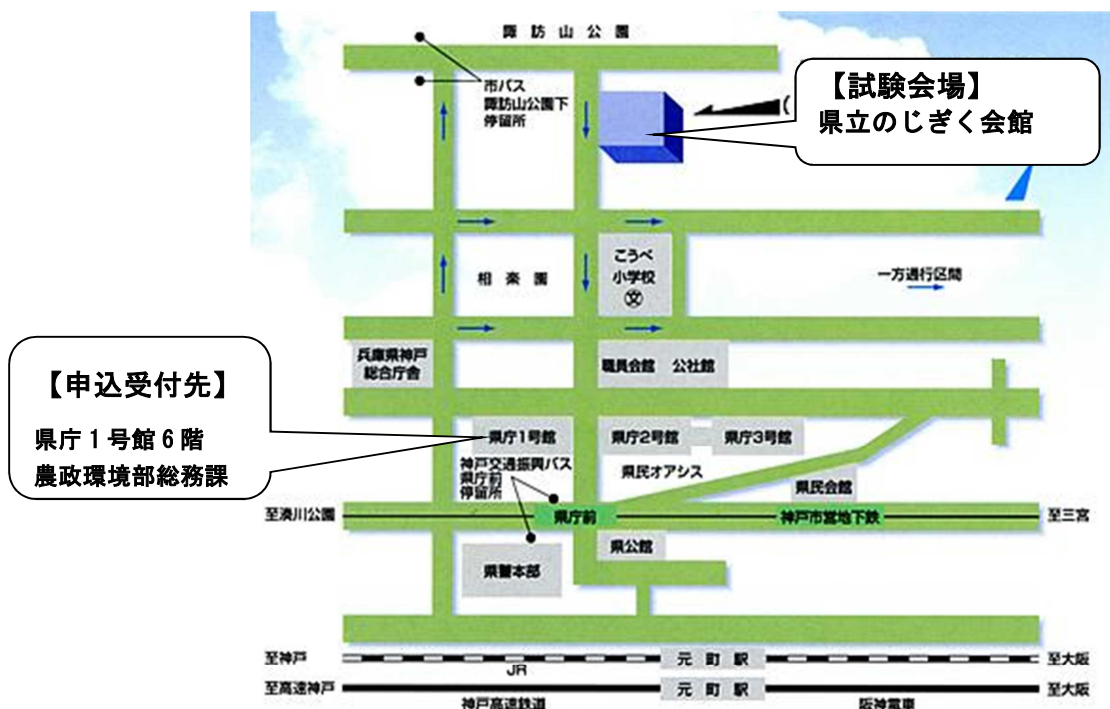 諏訪山公園
市バス
諏訪山公園下
停留所
【試験会場】
県立のじぎく会館
(
こうべ
小学校
文
相楽園
一方通行区間
兵庫県神戸
総合庁舎
職員会館 公社館
【申込受付先】
県庁1号館6階
農政環境部総務課
県庁1号館
県庁2号館
県庁3号館
神戸交通振興バス
県庁前
停留所
県民オアシス
県民会館
至湊川公園
県庁前
神戸市営地下鉄
至三宮
県公館
県警本部
至神戸
JR
元町駅
至大阪
至高速神戸
神戸高速鉄道
元町駅
阪神電車
至大阪